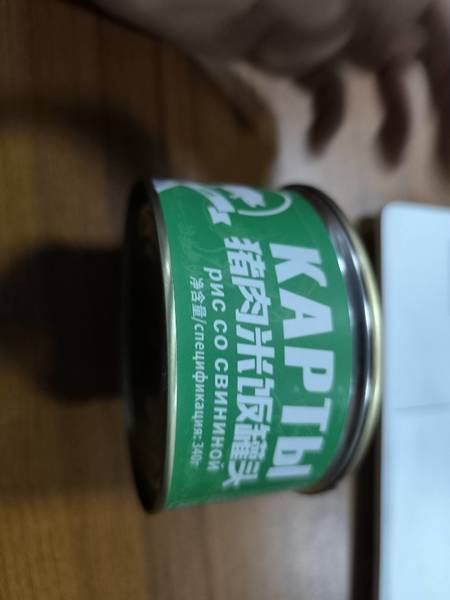 КАРТЫ
猪肉米饭罐头
рис со свининой
净含量/спецификация: 340г